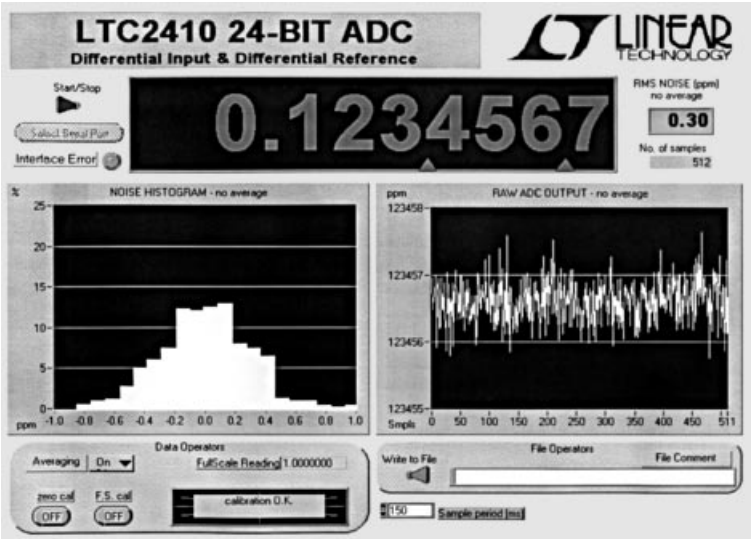 LTC2410 24-BIT ADC
Differential Input & Differential Reference
LINEAR
TECHNOLOGY
Start/Stop
Select Serial Port
Interface Error
0.1234567
RMS NOISE (ppm)
no average
0.30
No. of samples
512
% NOISE HISTOGRAM - no average
25
20
15
10
5
0
ppm -1.0 -0.8 -0.6 -0.4 -0.2 0.0 0.2 0.4 0.6 0.8 1.0
ppm RAW ADC OUTPUT - no average
123458
123457
123456
123455
Smpls 0 50 100 150 200 250 300 350 400 450 511
Data Operators
Averaging On
FullScale Reading 1.0000000
zero cal F.S. cal
OFF OFF
calibration O.K.
File Operators
Write to File
File Comment
150 Sample period [ms]